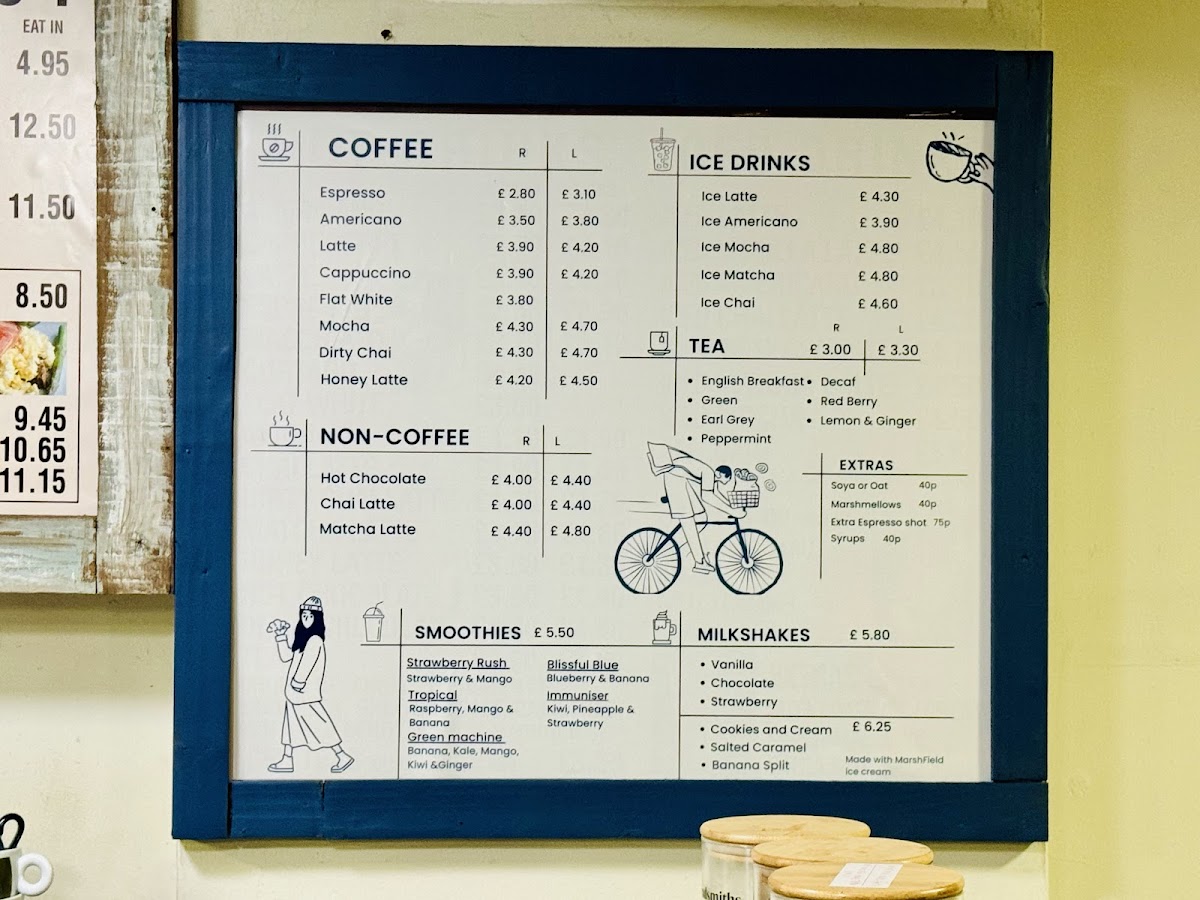 EAT IN
4.95
12.50
11.50
8.50
9.45
10.65
11.15
COFFEE R L
Espresso £ 2.80 £ 3.10
Americano £ 3.50 £ 3.80
Latte £ 3.90 £ 4.20
Cappuccino £ 3.90 £ 4.20
Flat White £ 3.80
Mocha £ 4.30 £ 4.70
Dirty Chai £ 4.30 £ 4.70
Honey Latte £ 4.20 £ 4.50
NON-COFFEE R L
Hot Chocolate £ 4.00 £ 4.40
Chai Latte £ 4.00 £ 4.40
Matcha Latte £ 4.40 £ 4.80
ICE DRINKS
Ice Latte £ 4.30
Ice Americano £ 3.90
Ice Mocha £ 4.80
Ice Matcha £ 4.80
Ice Chai £ 4.60
R L
TEA £ 3.00 £ 3.30
• English Breakfast • Decaf
• Green • Red Berry
• Earl Grey • Lemon & Ginger
• Peppermint
EXTRAS
Soya or Oat 40p
Marshmellows 40p
Extra Espresso shot 75p
Syrups 40p
SMOOTHIES £ 5.50
Strawberry Rush
Strawberry & Mango
Tropical
Raspberry, Mango &
Banana
Green machine
Banana, Kale, Mango,
Kiwi &Ginger
Blissful Blue
Blueberry & Banana
Immuniser
Kiwi, Pineapple &
Strawberry
MILKSHAKES £ 5.80
• Vanilla
• Chocolate
• Strawberry
• Cookies and Cream £ 6.25
• Salted Caramel
• Banana Split
Made with MarshField
ice cream